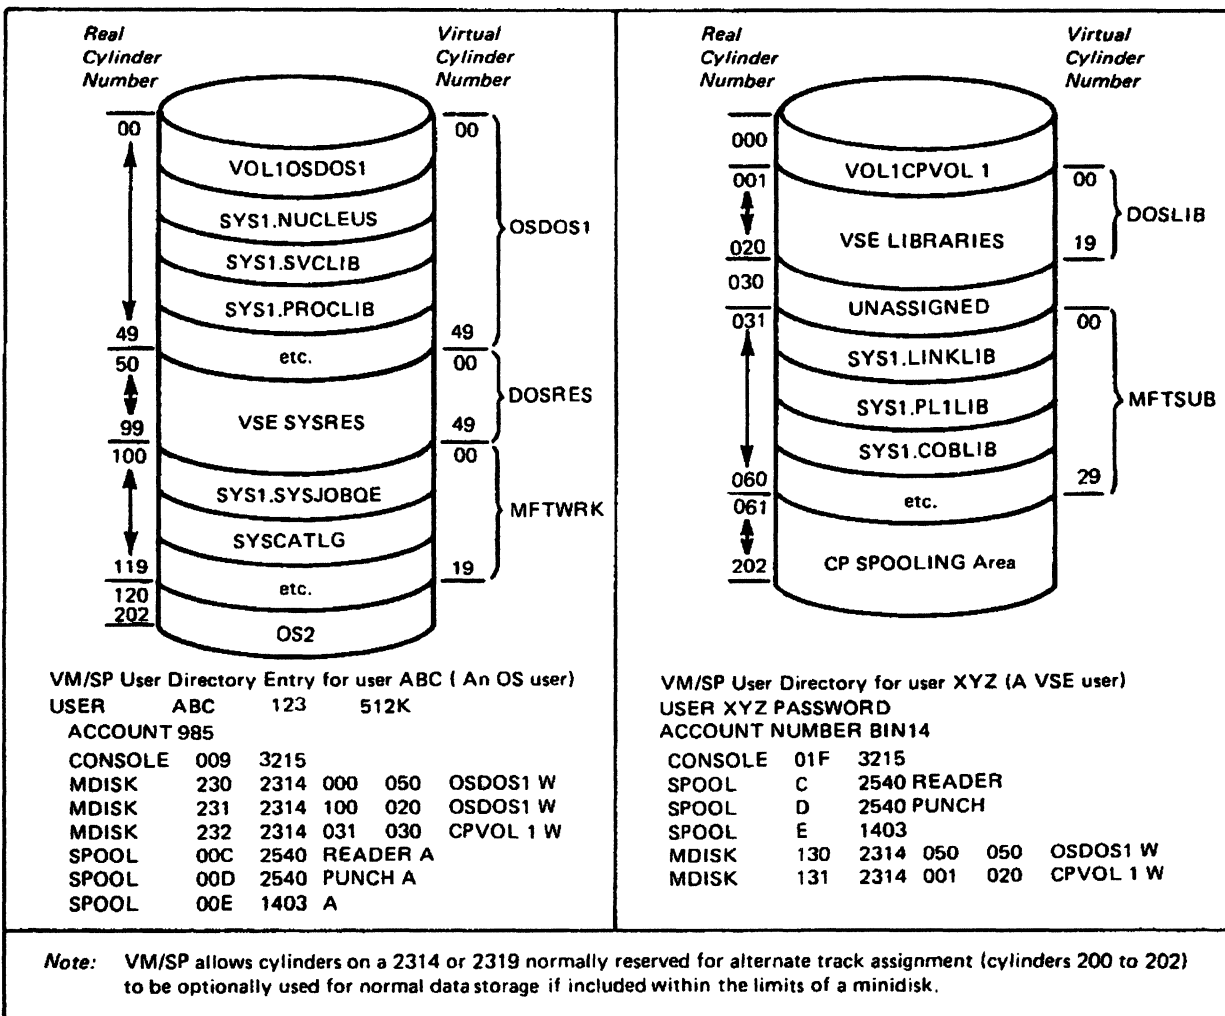 Real Cylinder Number
Virtual Cylinder Number
00
00
VOL1OSDOS1
SYS1.NUCLEUS
OSDOS1
SYS1.SVCLIB
SYS1.PROCLIB
49
49
etc.
50
00
DOSRES
VSE SYSRES
99
49
100
00
SYS1.SYSJOBQE
MFTWRK
SYSCATLG
119
19
etc.
120
202
OS2
VM/SP User Directory Entry for user ABC ( An OS user)
USER ABC 123 512K
ACCOUNT 985
CONSOLE 009 3215
MDISK 230 2314 000 050 OSDOS1 W
MDISK 231 2314 100 020 OSDOS1 W
MDISK 232 2314 031 030 CPVOL 1 W
SPOOL 00C 2540 READER A
SPOOL 00D 2540 PUNCH A
SPOOL 00E 1403 A
Real Cylinder Number
Virtual Cylinder Number
000
VOL1CPVOL 1
001
00
DOSLIB
VSE LIBRARIES
020
19
030
UNASSIGNED
031
00
SYS1.LINKLIB
SYS1.PL1LIB
MFTSUB
SYS1.COBLIB
060
29
etc.
061
CP SPOOLING Area
202
VM/SP User Directory for user XYZ (A VSE user)
USER XYZ PASSWORD
ACCOUNT NUMBER BIN14
CONSOLE 01F 3215
SPOOL C 2540 READER
SPOOL D 2540 PUNCH
SPOOL E 1403
MDISK 130 2314 050 050 OSDOS1 W
MDISK 131 2314 001 020 CPVOL 1 W
Note: VM/SP allows cylinders on a 2314 or 2319 normally reserved for alternate track assignment (cylinders 200 to 202)
to be optionally used for normal data storage if included within the limits of a minidisk.